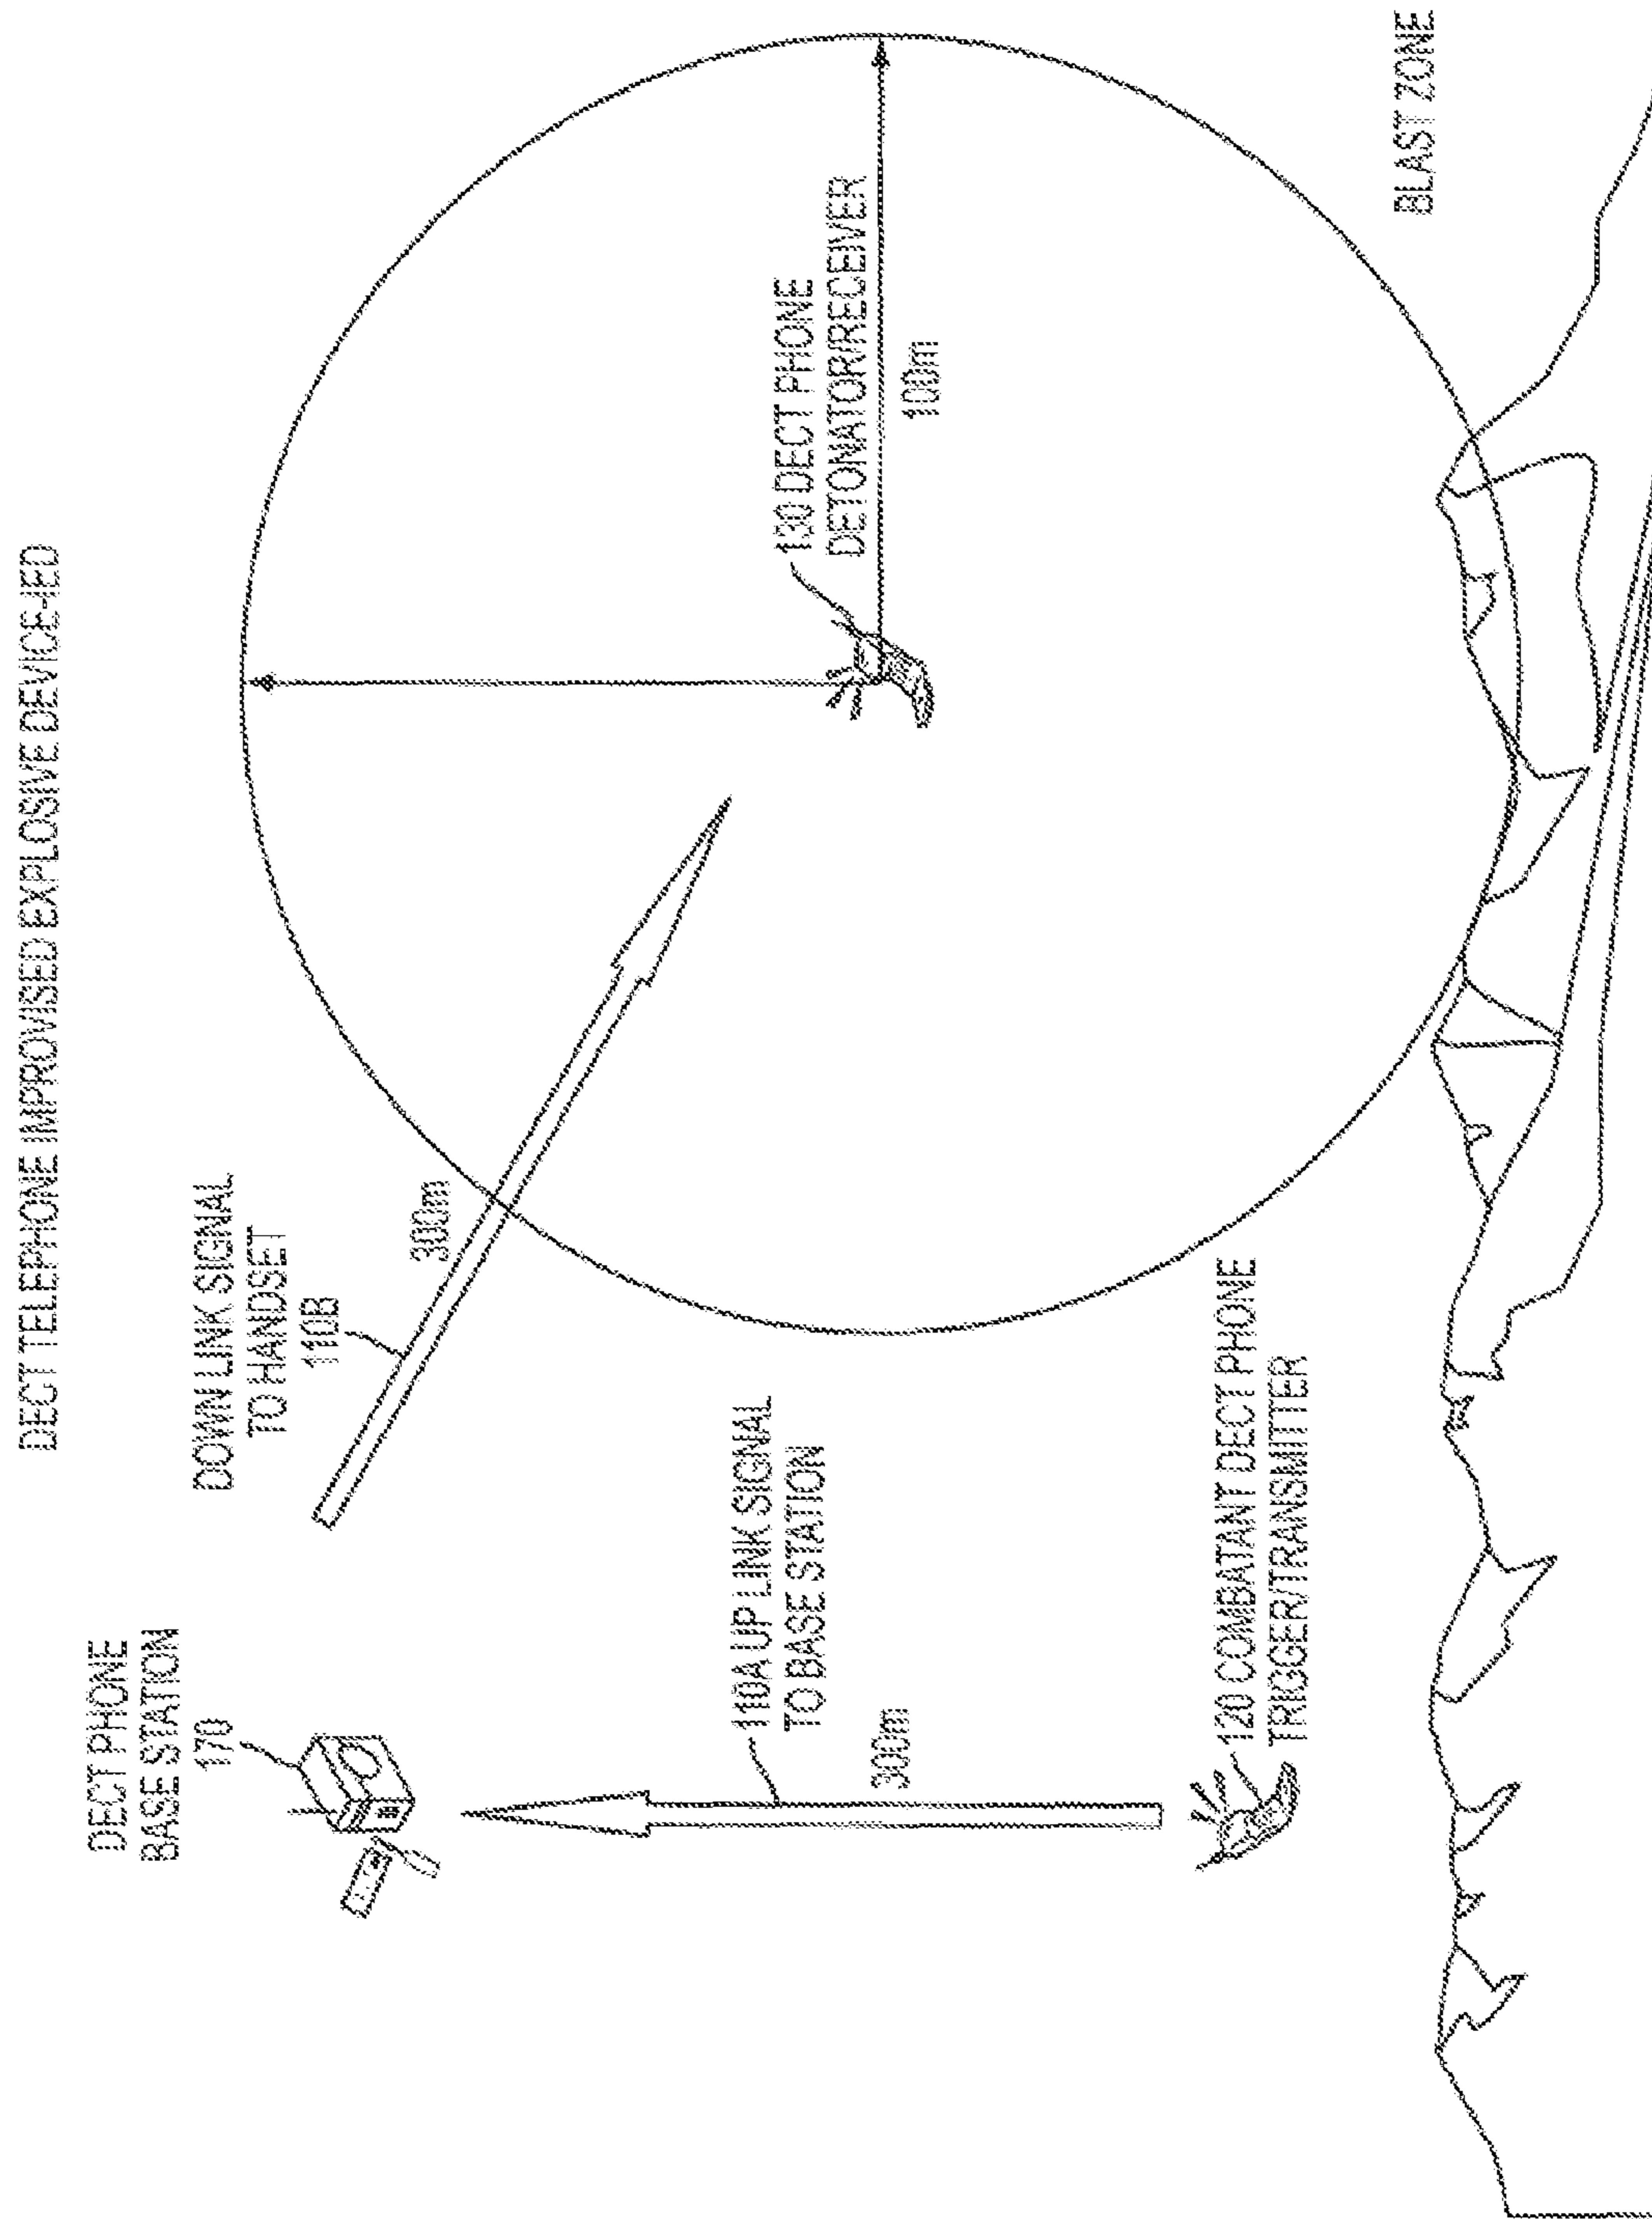 DECT TELEPHONE IMPROVISED EXPLOSIVE DEVICE-IED
DECT PHONE
BASE STATION
170
DOWN LINK SIGNAL
TO HANDSET
110B
300m
110A UP LINK SIGNAL
TO BASE STATION
300m
120 COMBATANT DECT PHONE
TRIGGER/TRANSMITTER
130 DECT PHONE
DETONATOR/RECEIVER
100m
BLAST ZONE